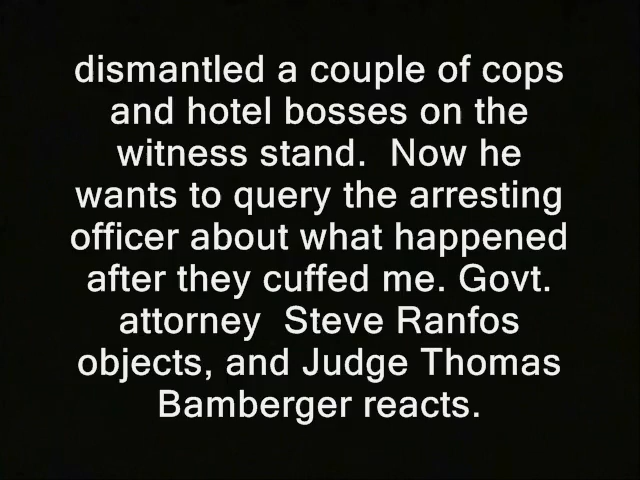 dismantled a couple of cops
and hotel bosses on the
witness stand.  Now he
wants to query the arresting
officer about what happened
after they cuffed me. Govt.
attorney  Steve Ranfos
objects, and Judge Thomas
Bamberger reacts.